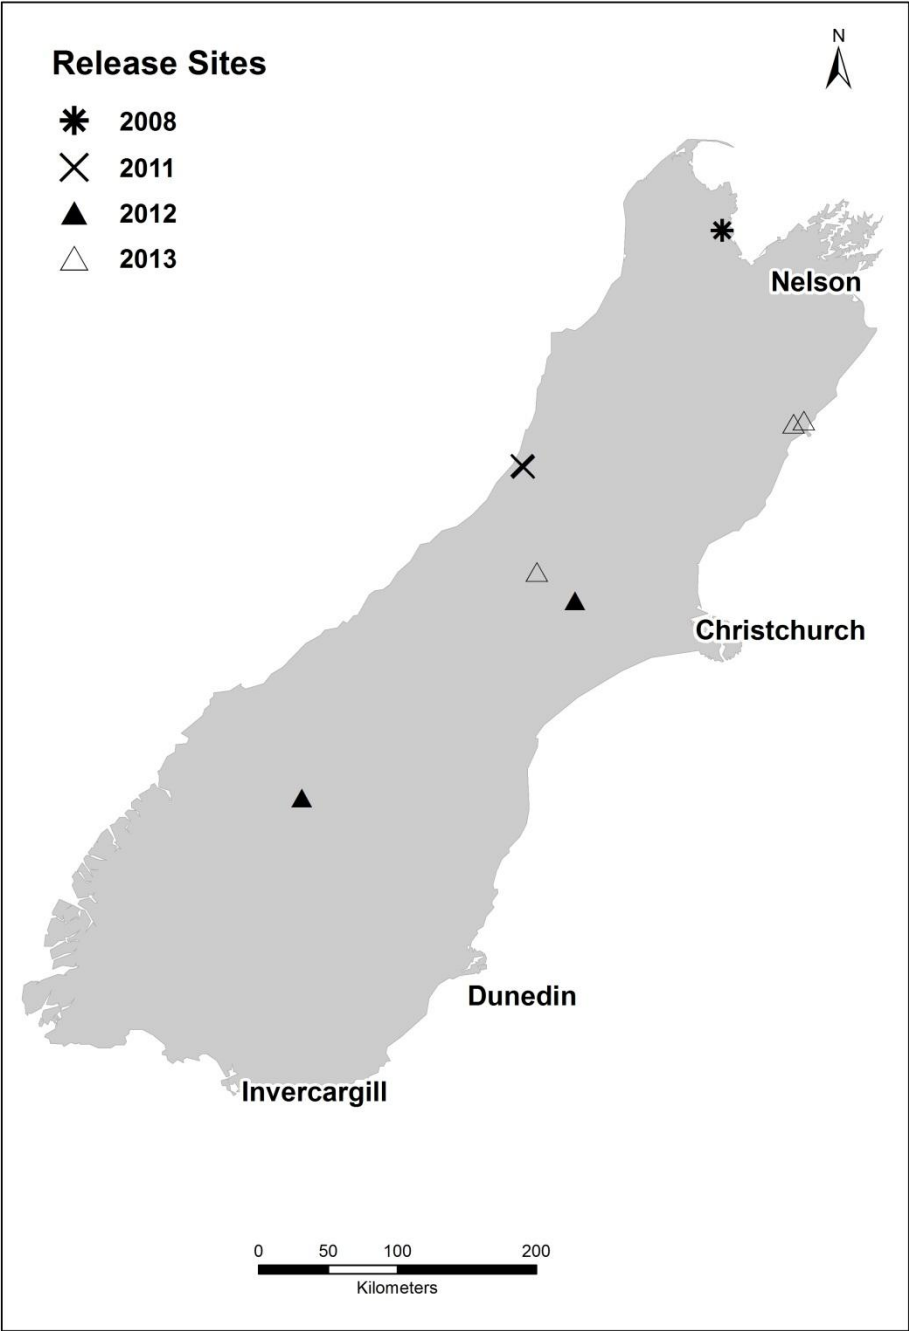 N
Release Sites
2008
2011
2012
2013
Nelson
Christchurch
Dunedin
Invercargill
0 50 100 200
Kilometers